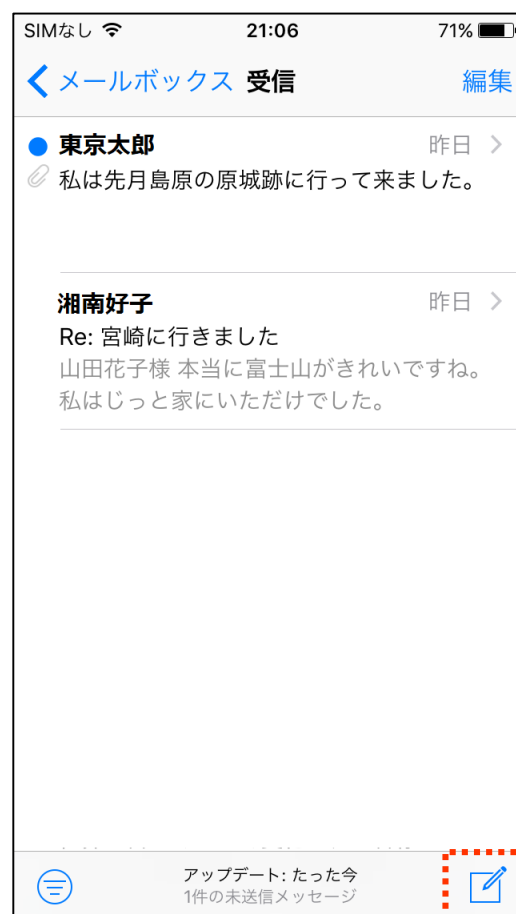 SIMなし 21:06 71%
メールボックス 受信 編集
東京太郎 昨日
私は先月島原の原城跡に行って来ました。
湘南好子 昨日
Re: 宮崎に行きました
山田花子様 本当に富士山がきれいですね。
私はじっと家にいただけでした。
アップデート: たった今
1件の未送信メッセージ